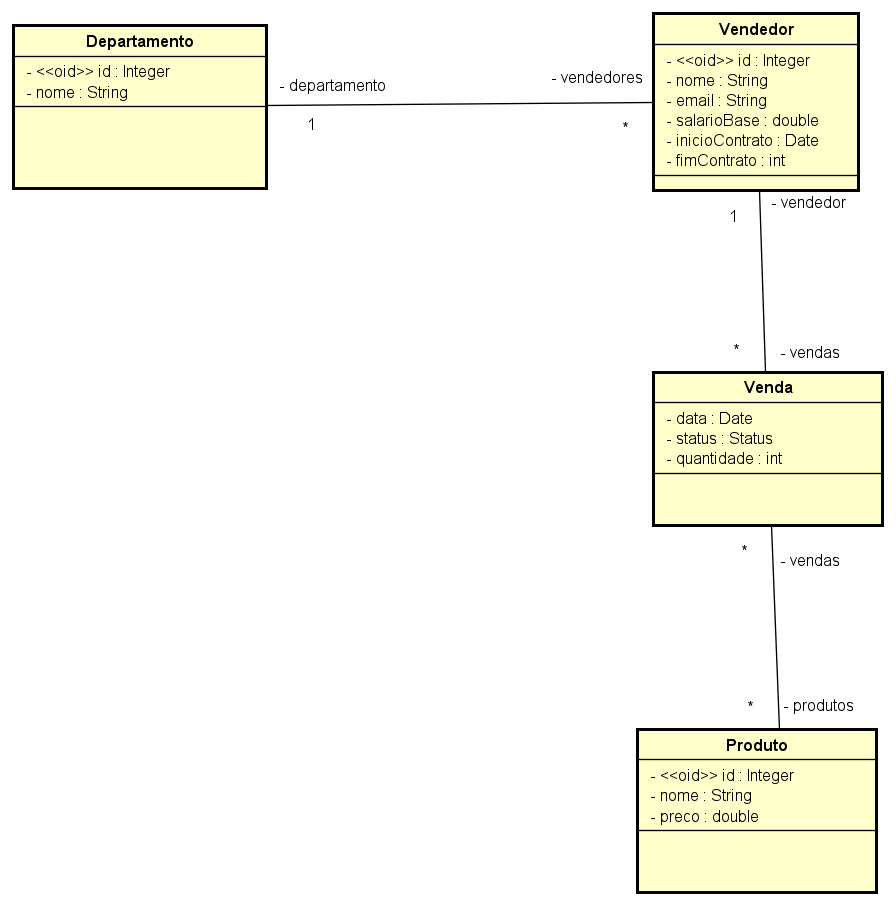 Departamento
- <<oid>> id : Integer
- nome : String
- departamento
1
- vendedores
*
Vendedor
- <<oid>> id : Integer
- nome : String
- email : String
- salarioBase : double
- inicioContrato : Date
- fimContrato : int
- vendedor
1
*
- vendas
Venda
- data : Date
- status : Status
- quantidade : int
*
- vendas
*
- produtos
Produto
- <<oid>> id : Integer
- nome : String
- preco : double